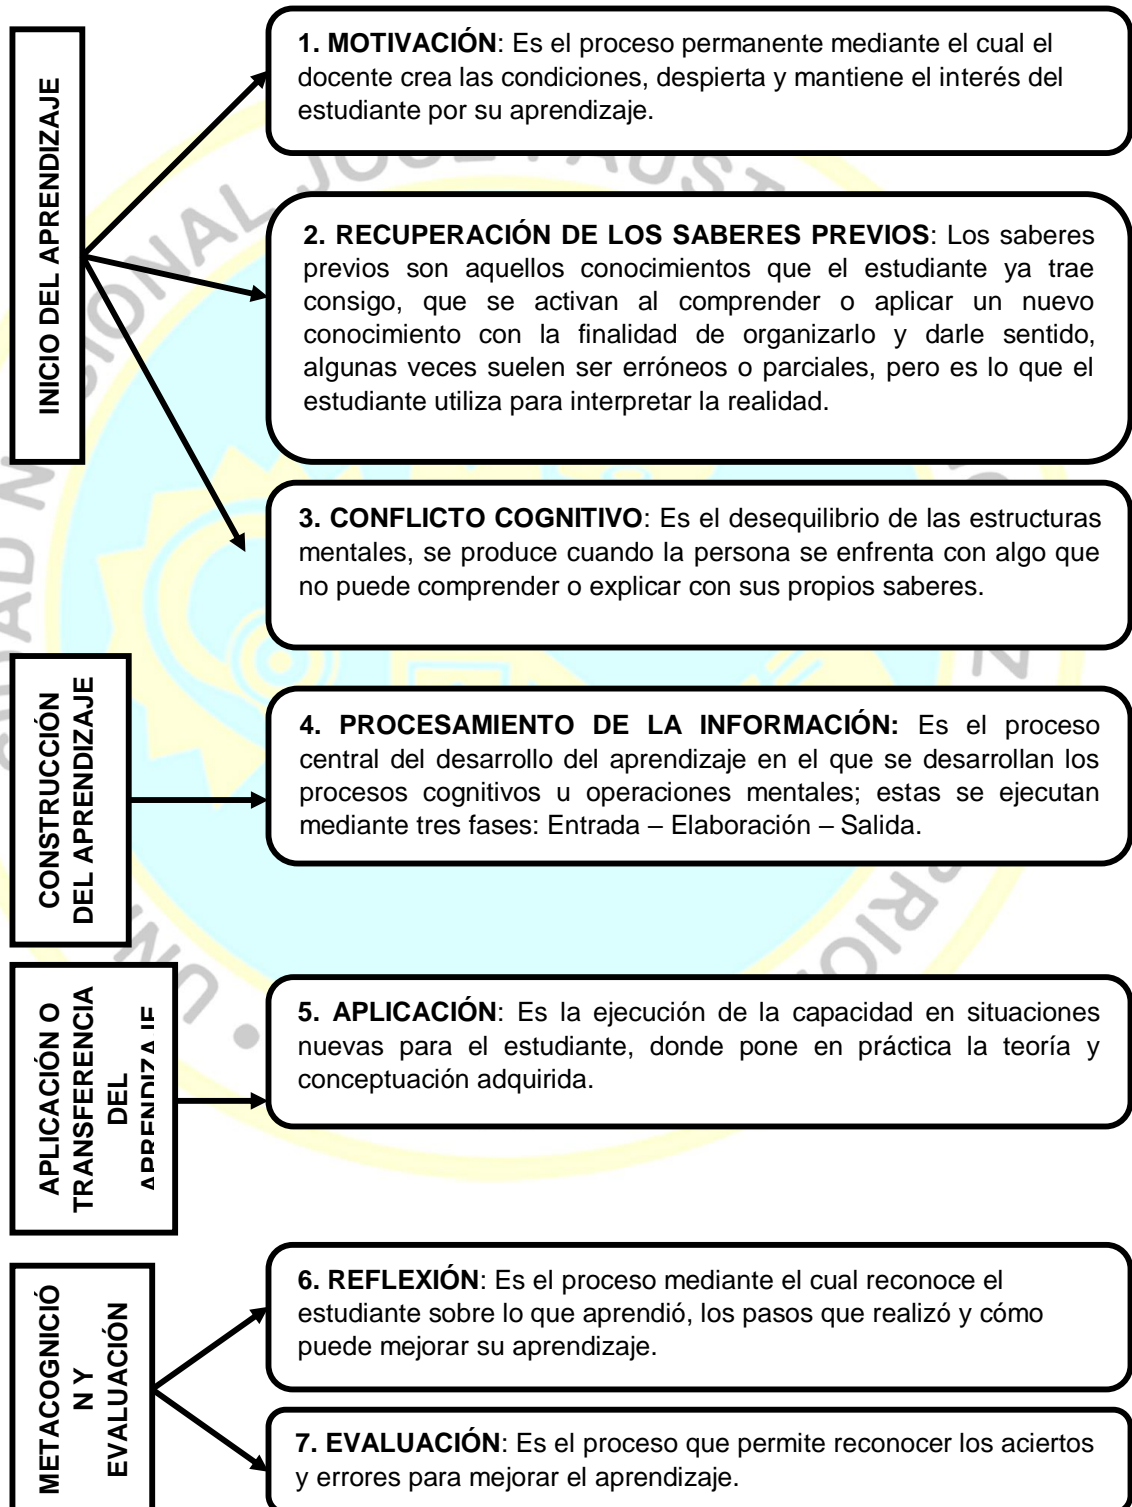 INICIO DEL APRENDIZAJE
1. MOTIVACIÓN: Es el proceso permanente mediante el cual el
docente crea las condiciones, despierta y mantiene el interés del
estudiante por su aprendizaje.
2. RECUPERACIÓN DE LOS SABERES PREVIOS: Los saberes
previos son aquellos conocimientos que el estudiante ya trae
consigo, que se activan al comprender o aplicar un nuevo
conocimiento con la finalidad de organizarlo y darle sentido,
algunas veces suelen ser erróneos o parciales, pero es lo que el
estudiante utiliza para interpretar la realidad.
3. CONFLICTO COGNITIVO: Es el desequilibrio de las estructuras
mentales, se produce cuando la persona se enfrenta con algo que
no puede comprender o explicar con sus propios saberes.
CONSTRUCCIÓN
DEL APRENDIZAJE
4. PROCESAMIENTO DE LA INFORMACIÓN: Es el proceso
central del desarrollo del aprendizaje en el que se desarrollan los
procesos cognitivos u operaciones mentales; estas se ejecutan
mediante tres fases: Entrada – Elaboración – Salida.
APLICACIÓN O
TRANSFERENCIA
DEL
APRENDIZAJE
5. APLICACIÓN: Es la ejecución de la capacidad en situaciones
nuevas para el estudiante, donde pone en práctica la teoría y
conceptuación adquirida.
METACOGNICIÓ
N Y
EVALUACIÓN
6. REFLEXIÓN: Es el proceso mediante el cual reconoce el
estudiante sobre lo que aprendió, los pasos que realizó y cómo
puede mejorar su aprendizaje.
7. EVALUACIÓN: Es el proceso que permite reconocer los aciertos
y errores para mejorar el aprendizaje.